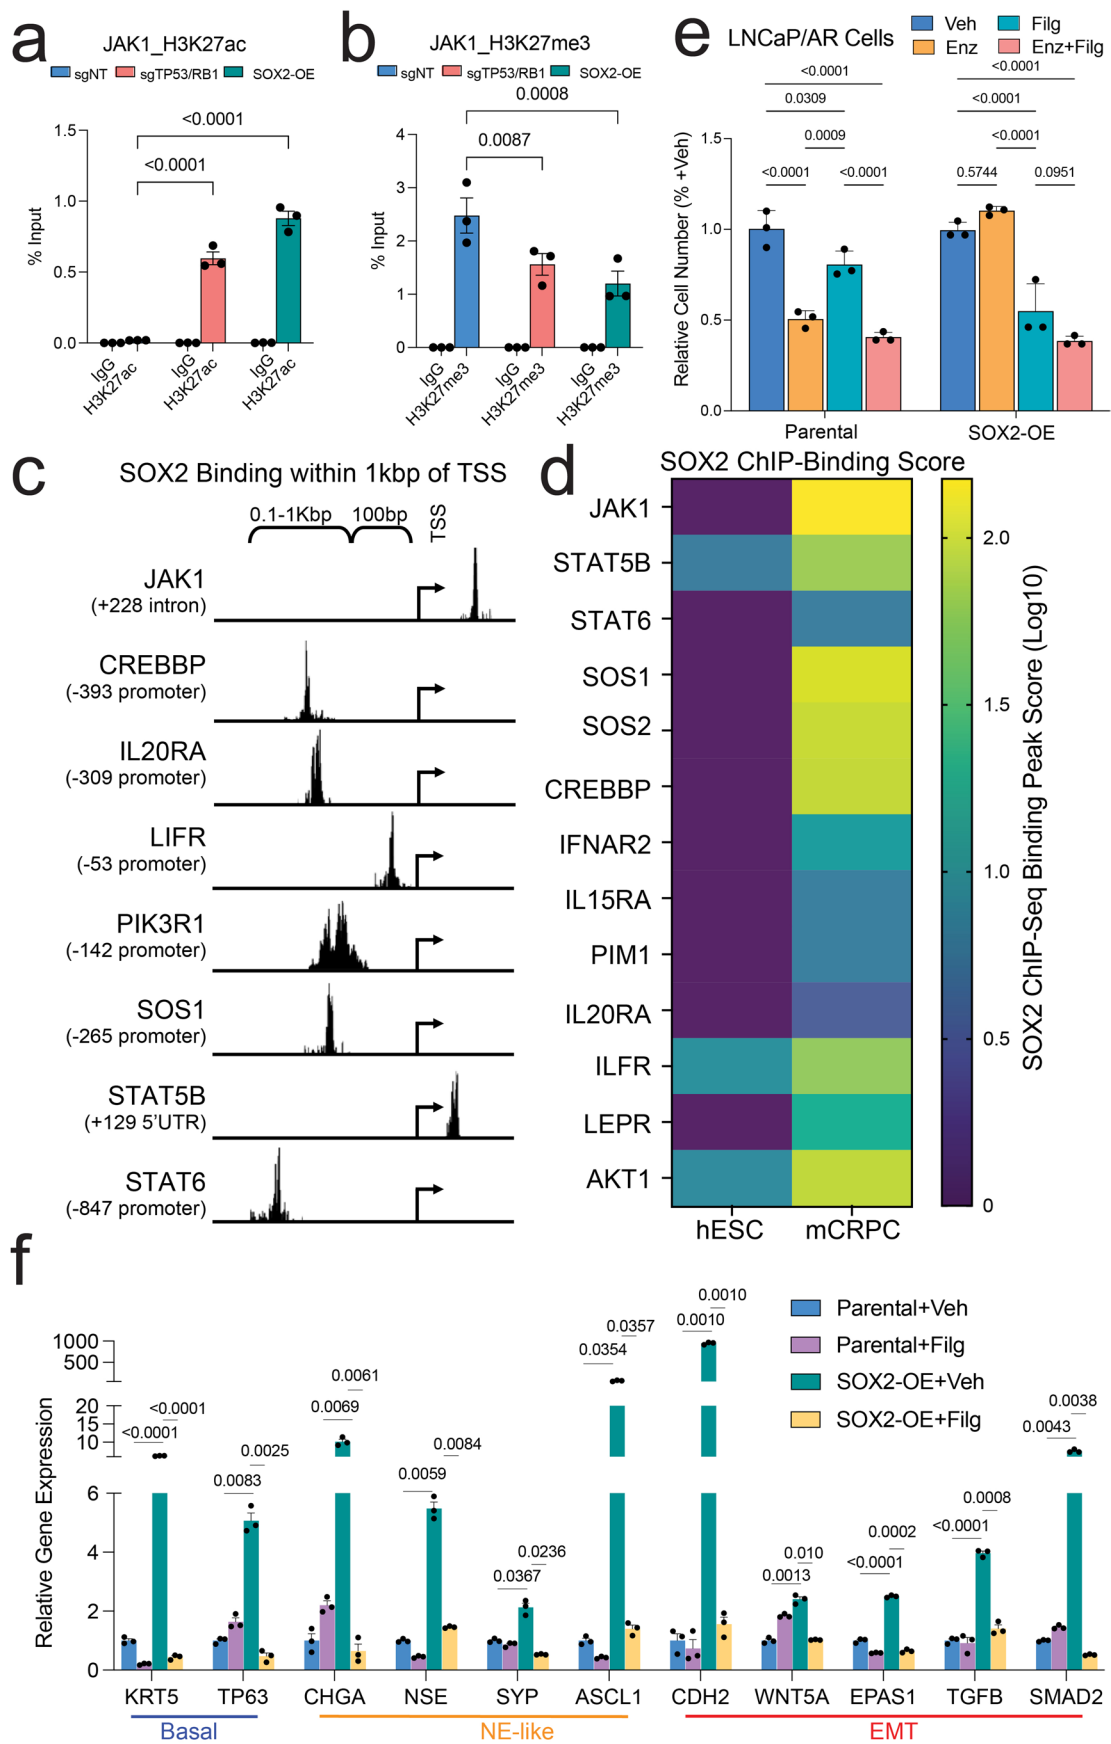 a
JAK1_H3K27ac
sgNT sgTP53/RB1 SOX2-OE
<0.0001
<0.0001
% Input
1.5
1.0
0.5
0.0
IgG
H3K27ac
IgG
H3K27ac
IgG
H3K27ac
b
JAK1_H3K27me3
sgNT sgTP53/RB1 SOX2-OE
0.0008
0.0087
% Input
4
3
2
1
0
IgG
H3K27me3
IgG
H3K27me3
IgG
H3K27me3
e
LNCaP/AR Cells
Veh Filg
Enz Enz+Filg
<0.0001
0.0309
0.0009
<0.0001 <0.0001
<0.0001
<0.0001
<0.0001
0.5744 0.0951
Relative Cell Number (% +Veh)
1.5
1.0
0.5
0.0
Parental SOX2-OE
c
SOX2 Binding within 1kbp of TSS
0.1-1Kbp 100bp TSS
JAK1
(+228 intron)
CREBBP
(-393 promoter)
IL20RA
(-309 promoter)
LIFR
(-53 promoter)
PIK3R1
(-142 promoter)
SOS1
(-265 promoter)
STAT5B
(+129 5'UTR)
STAT6
(-847 promoter)
d
SOX2 ChIP-Binding Score
JAK1
STAT5B
STAT6
SOS1
SOS2
CREBBP
IFNAR2
IL15RA
PIM1
IL20RA
ILFR
LEPR
AKT1
hESC mCRPC
2.0
1.5
1.0
0.5
0
SOX2 ChIP-Seq Binding Peak Score (Log10)
f
Parental+Veh
Parental+Filg
SOX2-OE+Veh
SOX2-OE+Filg
Relative Gene Expression
1000
500
20
15
10
6
4
2
0
<0.0001
<0.0001
0.0025
0.0083
0.0061
0.0069
0.0084
0.0059
0.0236
0.0367
0.0357
0.0354
0.0010
0.0010
0.010
0.0013
0.0002
<0.0001
0.0008
<0.0001
0.0038
0.0043
KRT5 TP63 CHGA NSE SYP ASCL1 CDH2 WNT5A EPAS1 TGFB SMAD2
Basal NE-like EMT